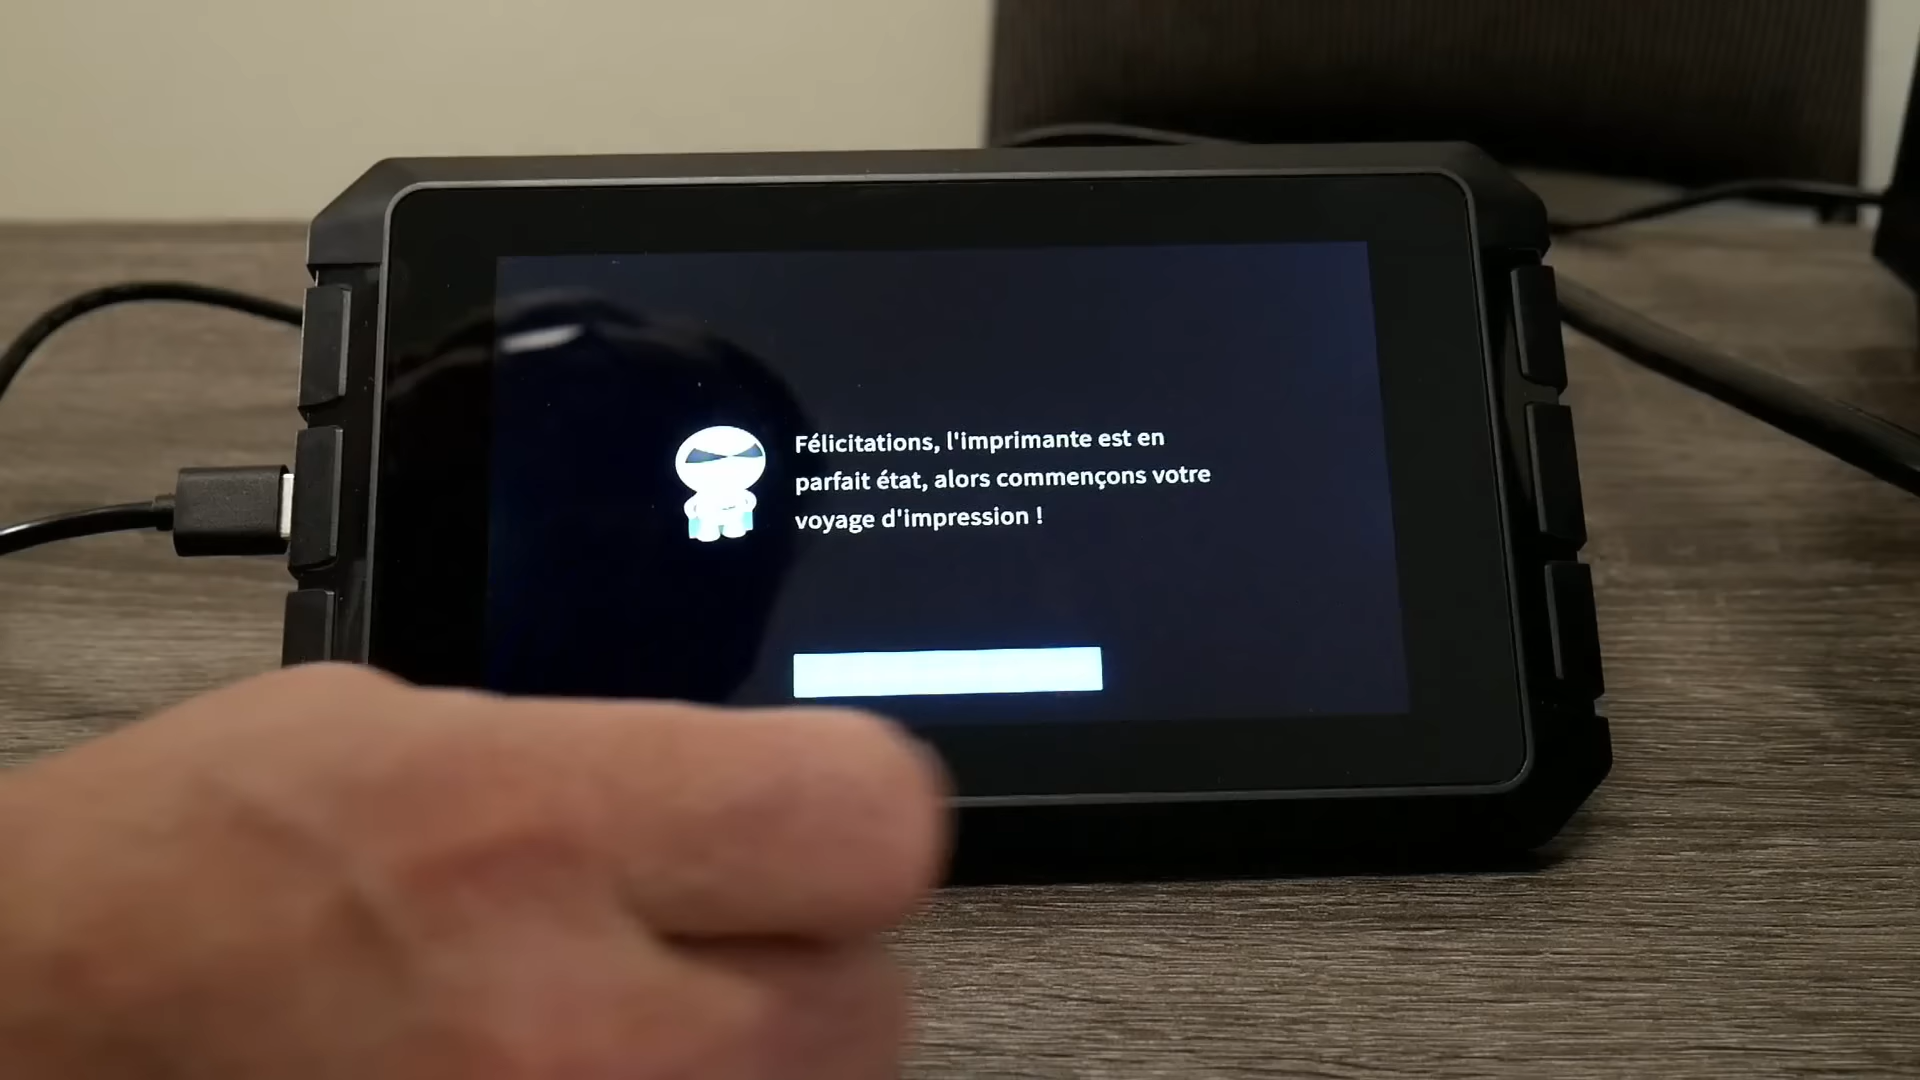 Félicitations, l'imprimante est en
parfait état, alors commençons votre
voyage d'impression !